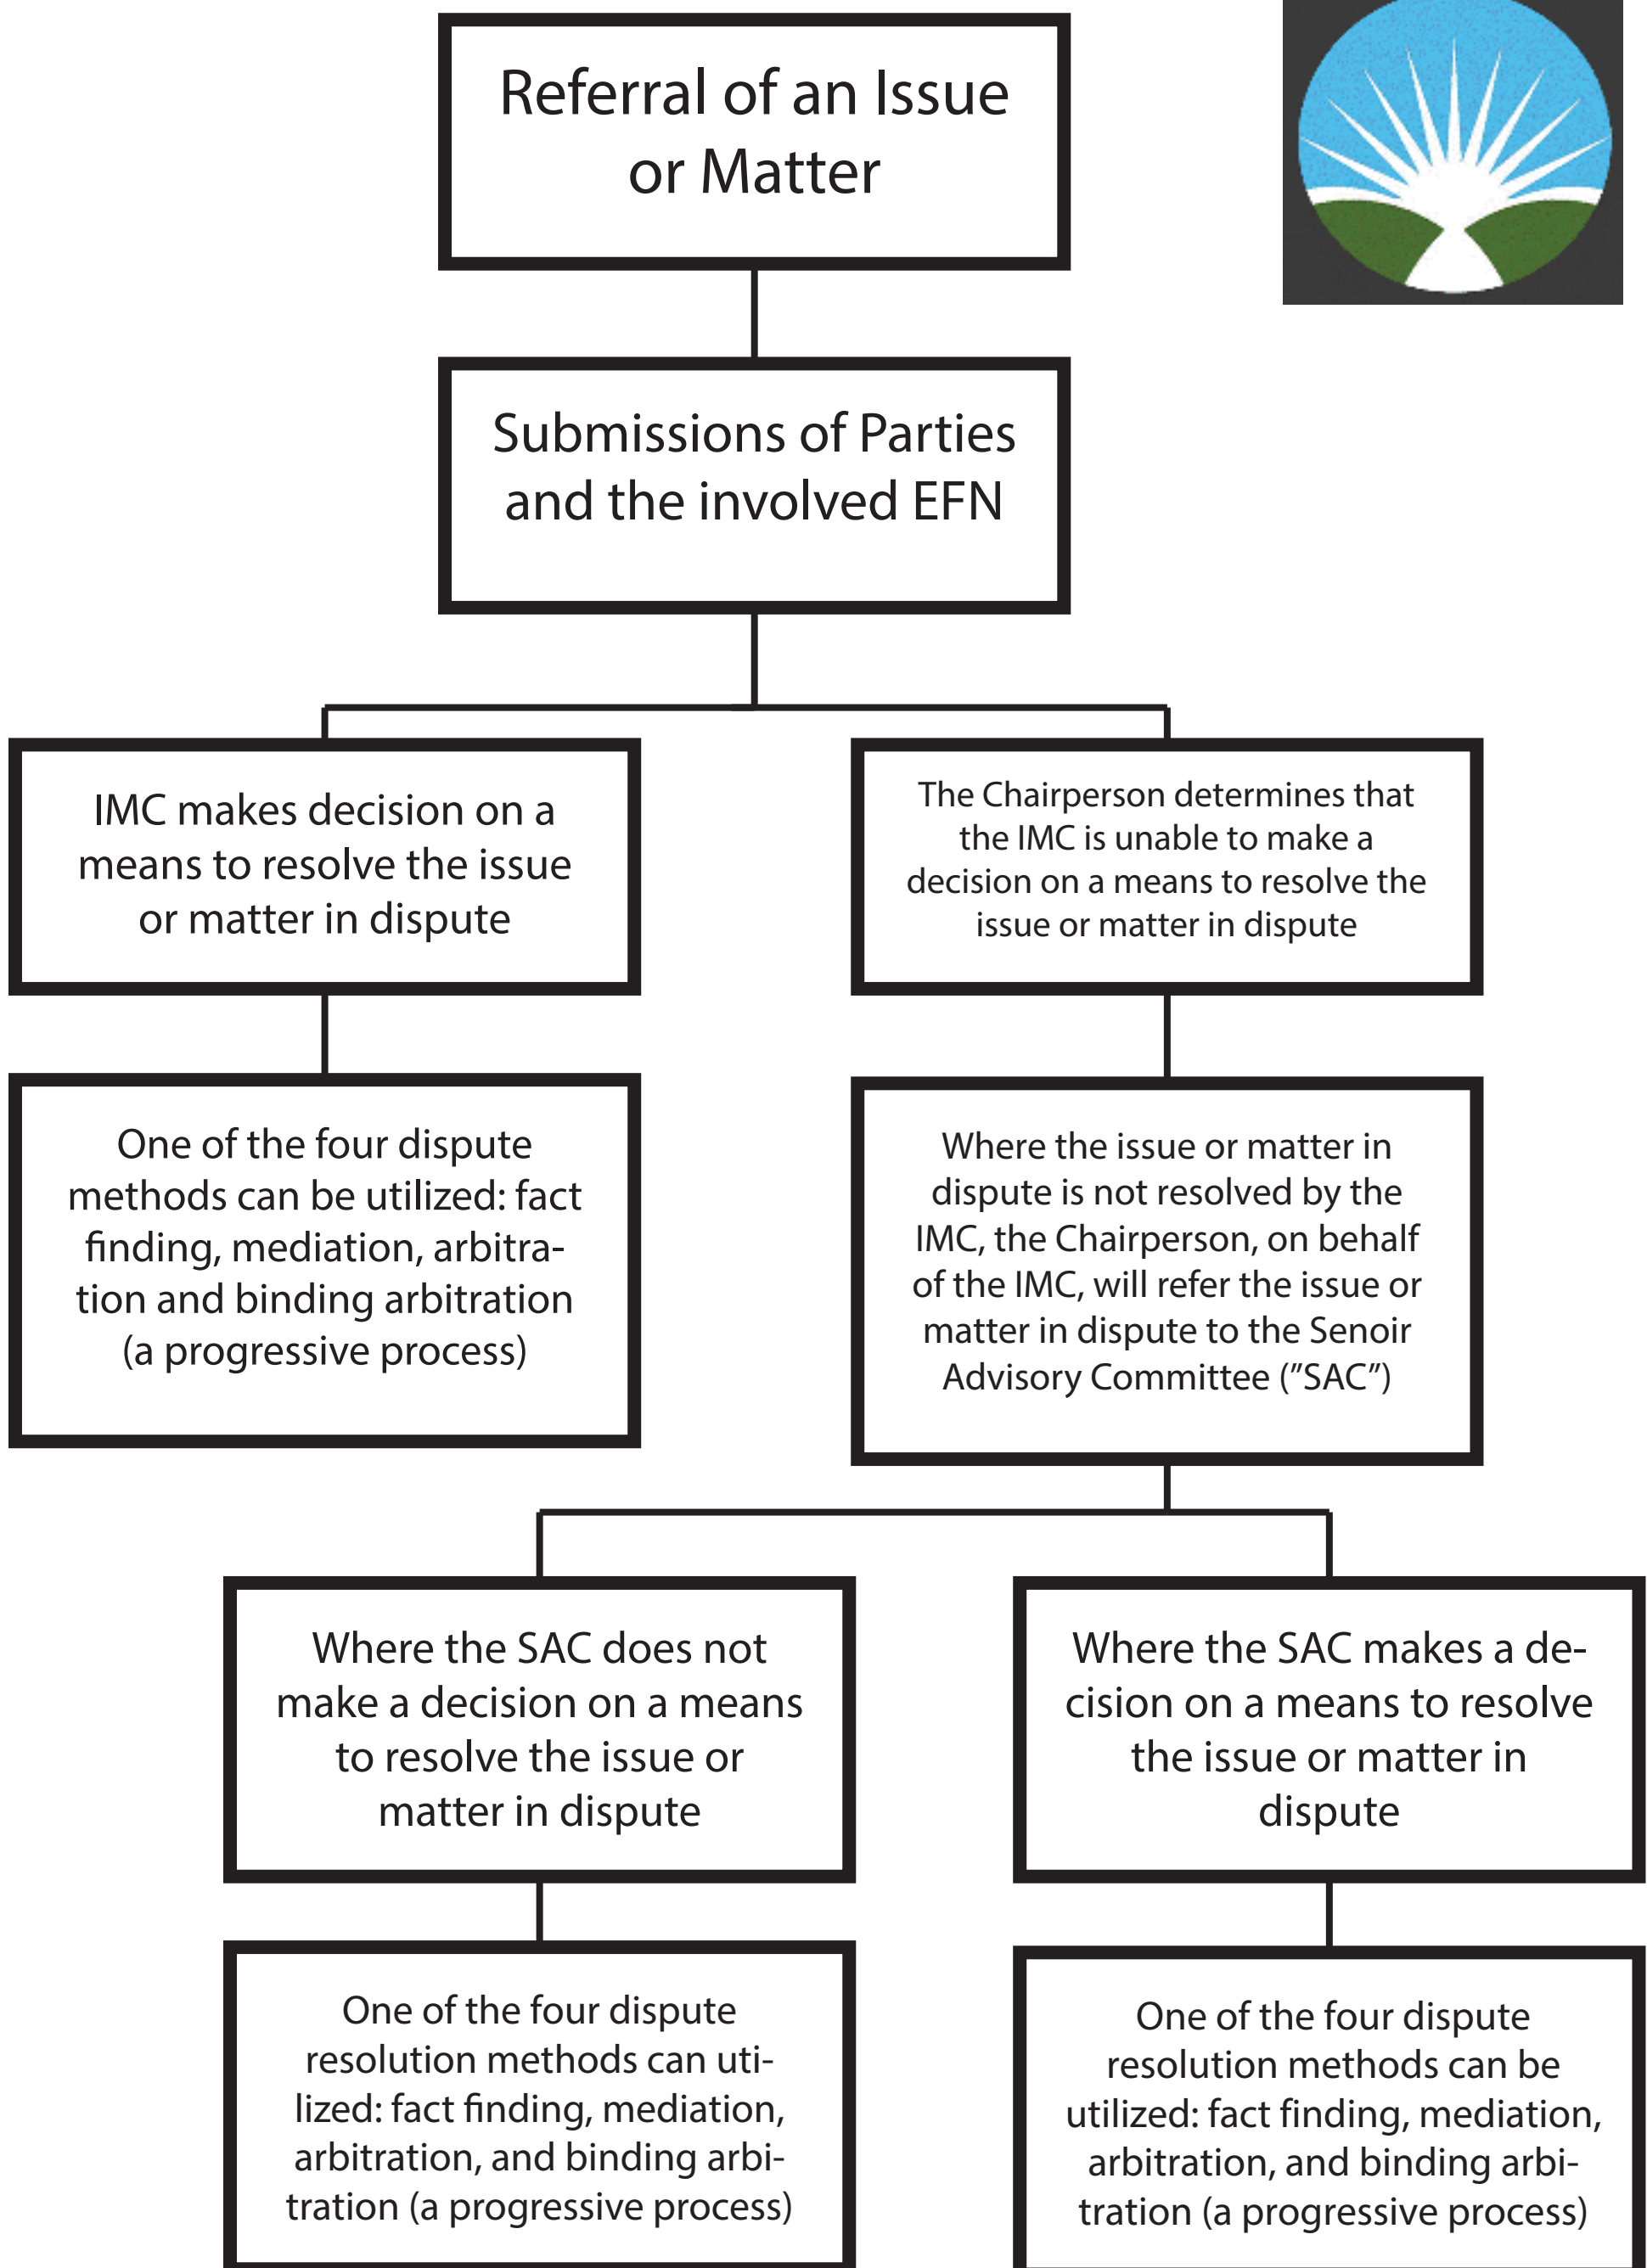 Referral of an Issue
or Matter
Submissions of Parties
and the involved EFN
IMC makes decision on a
means to resolve the issue
or matter in dispute
The Chairperson determines that
the IMC is unable to make a
decision on a means to resolve the
issue or matter in dispute
One of the four dispute
methods can be utilized: fact
finding, mediation, arbitra-
tion and binding arbitration
(a progressive process)
Where the issue or matter in
dispute is not resolved by the
IMC, the Chairperson, on behalf
of the IMC, will refer the issue or
matter in dispute to the Senoir
Advisory Committee ("SAC")
Where the SAC does not
make a decision on a means
to resolve the issue or
matter in dispute
Where the SAC makes a de-
cision on a means to resolve
the issue or matter in
dispute
One of the four dispute
resolution methods can uti-
lized: fact finding, mediation,
arbitration, and binding arbi-
tration (a progressive process)
One of the four dispute
resolution methods can be
utilized: fact finding, mediation,
arbitration, and binding arbi-
tration (a progressive process)